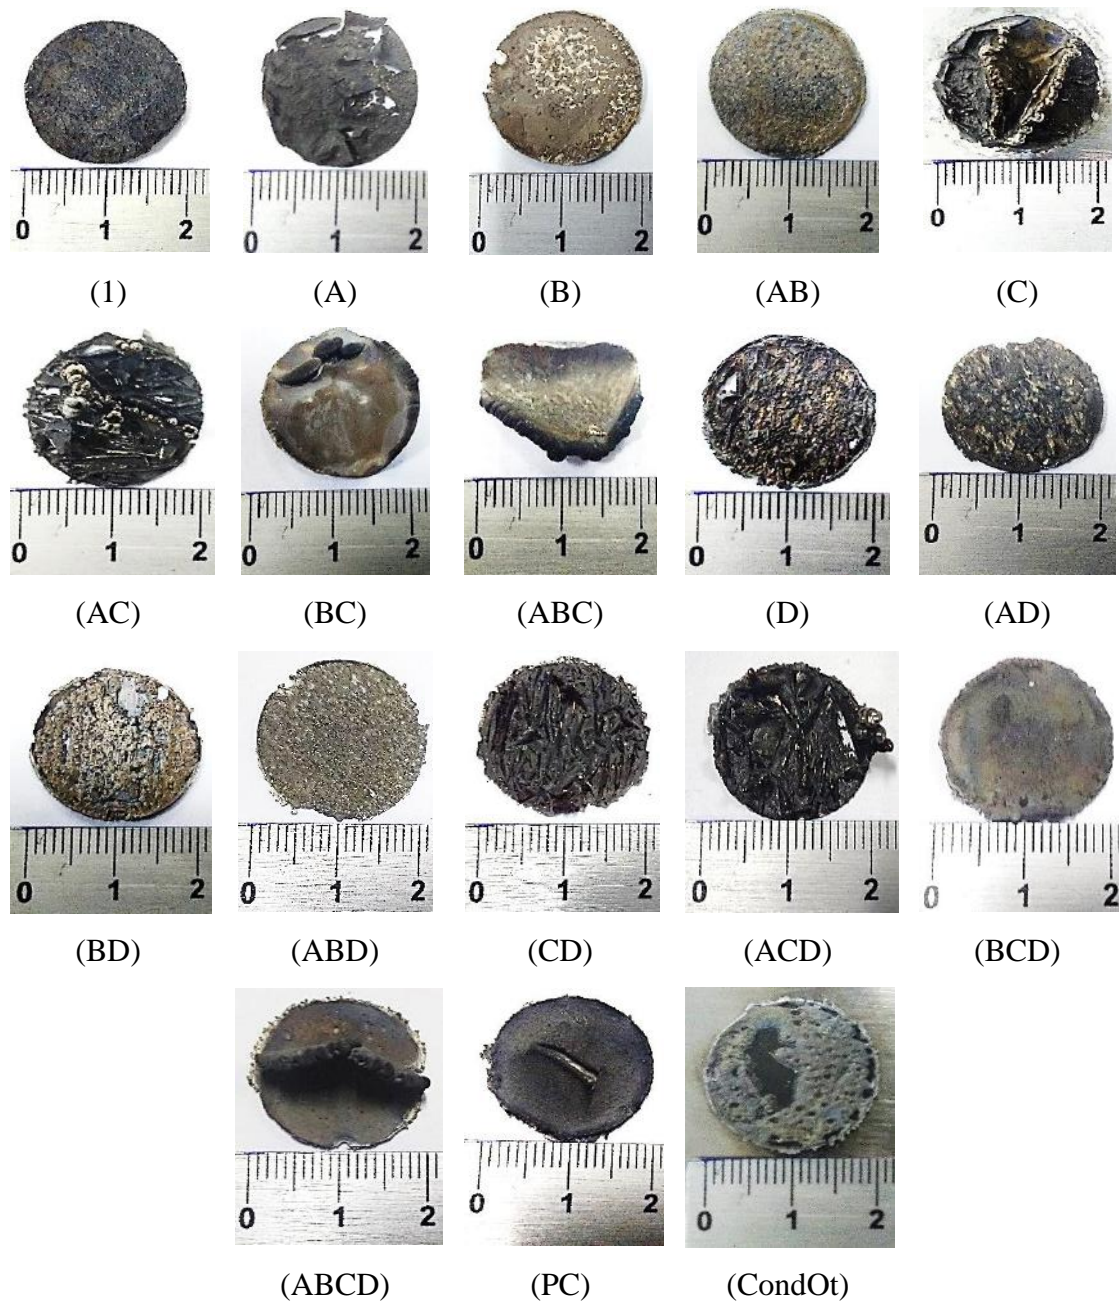 0 1 2 0 1 2 0 1 2 0 1 2 0 1 2
(1) (A) (B) (AB) (C)
0 1 2 0 1 2 0 1 2 0 1 2 0 1 2
(AC) (BC) (ABC) (D) (AD)
0 1 2 0 1 2 0 1 2 0 1 2 0 1 2
(BD) (ABD) (CD) (ACD) (BCD)
0 1 2 0 1 2 0 1 2
(ABCD) (PC) (CondOt)